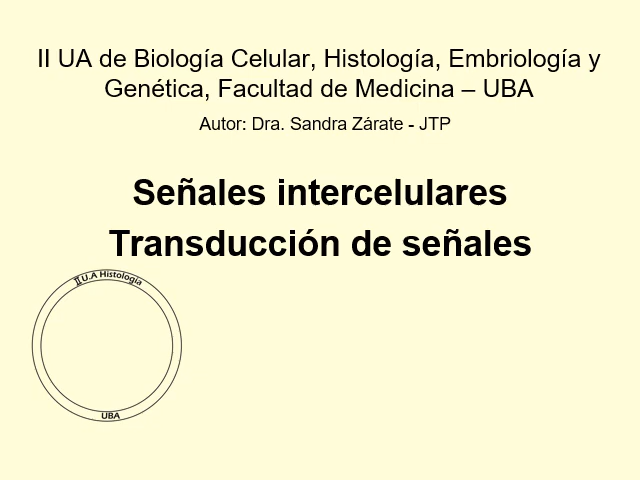 II UA de Biología Celular, Histología, Embriología y
Genética, Facultad de Medicina – UBA
Autor: Dra. Sandra Zárate - JTP
Señales intercelulares
Transducción de señales
II U.A Histología
UBA